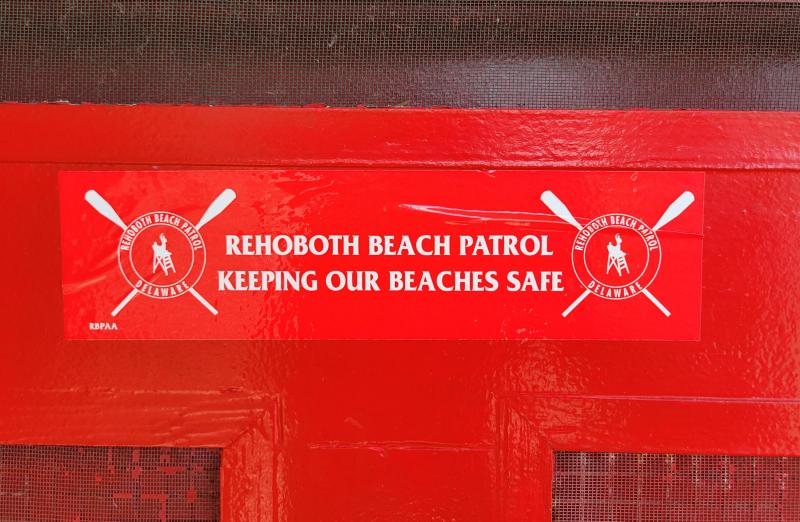 REHOBOTH BEACH PATROL
DELAWARE
REHOBOTH BEACH PATROL
KEEPING OUR BEACHES SAFE
REHOBOTH BEACH PATROL
DELAWARE
RBPAA